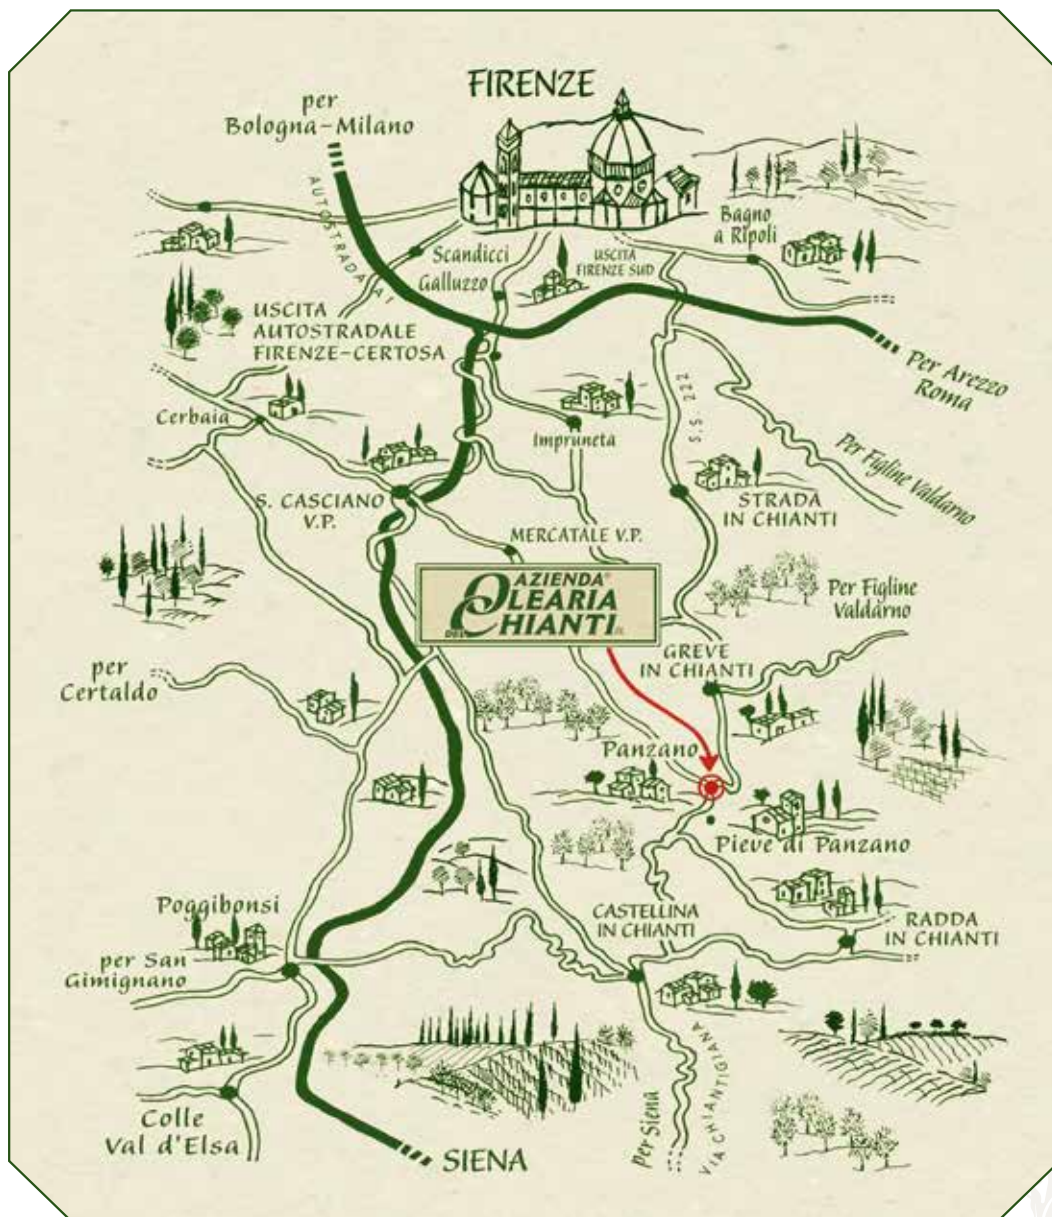 FIRENZE
per
Bologna-Milano
AUTOSTRADA A1
Bagno
a Ripoli
Scandicci
Galluzzo
USCITA
FIRENZE SUD
USCITA
AUTOSTRADALE
FIRENZE-CERTOSA
Per Arezzo
Roma
S.S 222
Cerbaia
Impruneta
Per Figline Valdarno
S. CASCIANO
V.P.
STRADA
IN CHIANTI
MERCATALE V.P.
AZIENDA®
OLEARIA
DEL CHIANTI
Per Figline
Valdarno
GREVE
IN CHIANTI
per
Certaldo
Panzano
Pieve di Panzano
Poggibonsi
CASTELLINA
IN CHIANTI
RADDA
IN CHIANTI
per San
Gimignano
Colle
Val d'Elsa
SIENA
per Siena
VIA CHIANTIGIANA